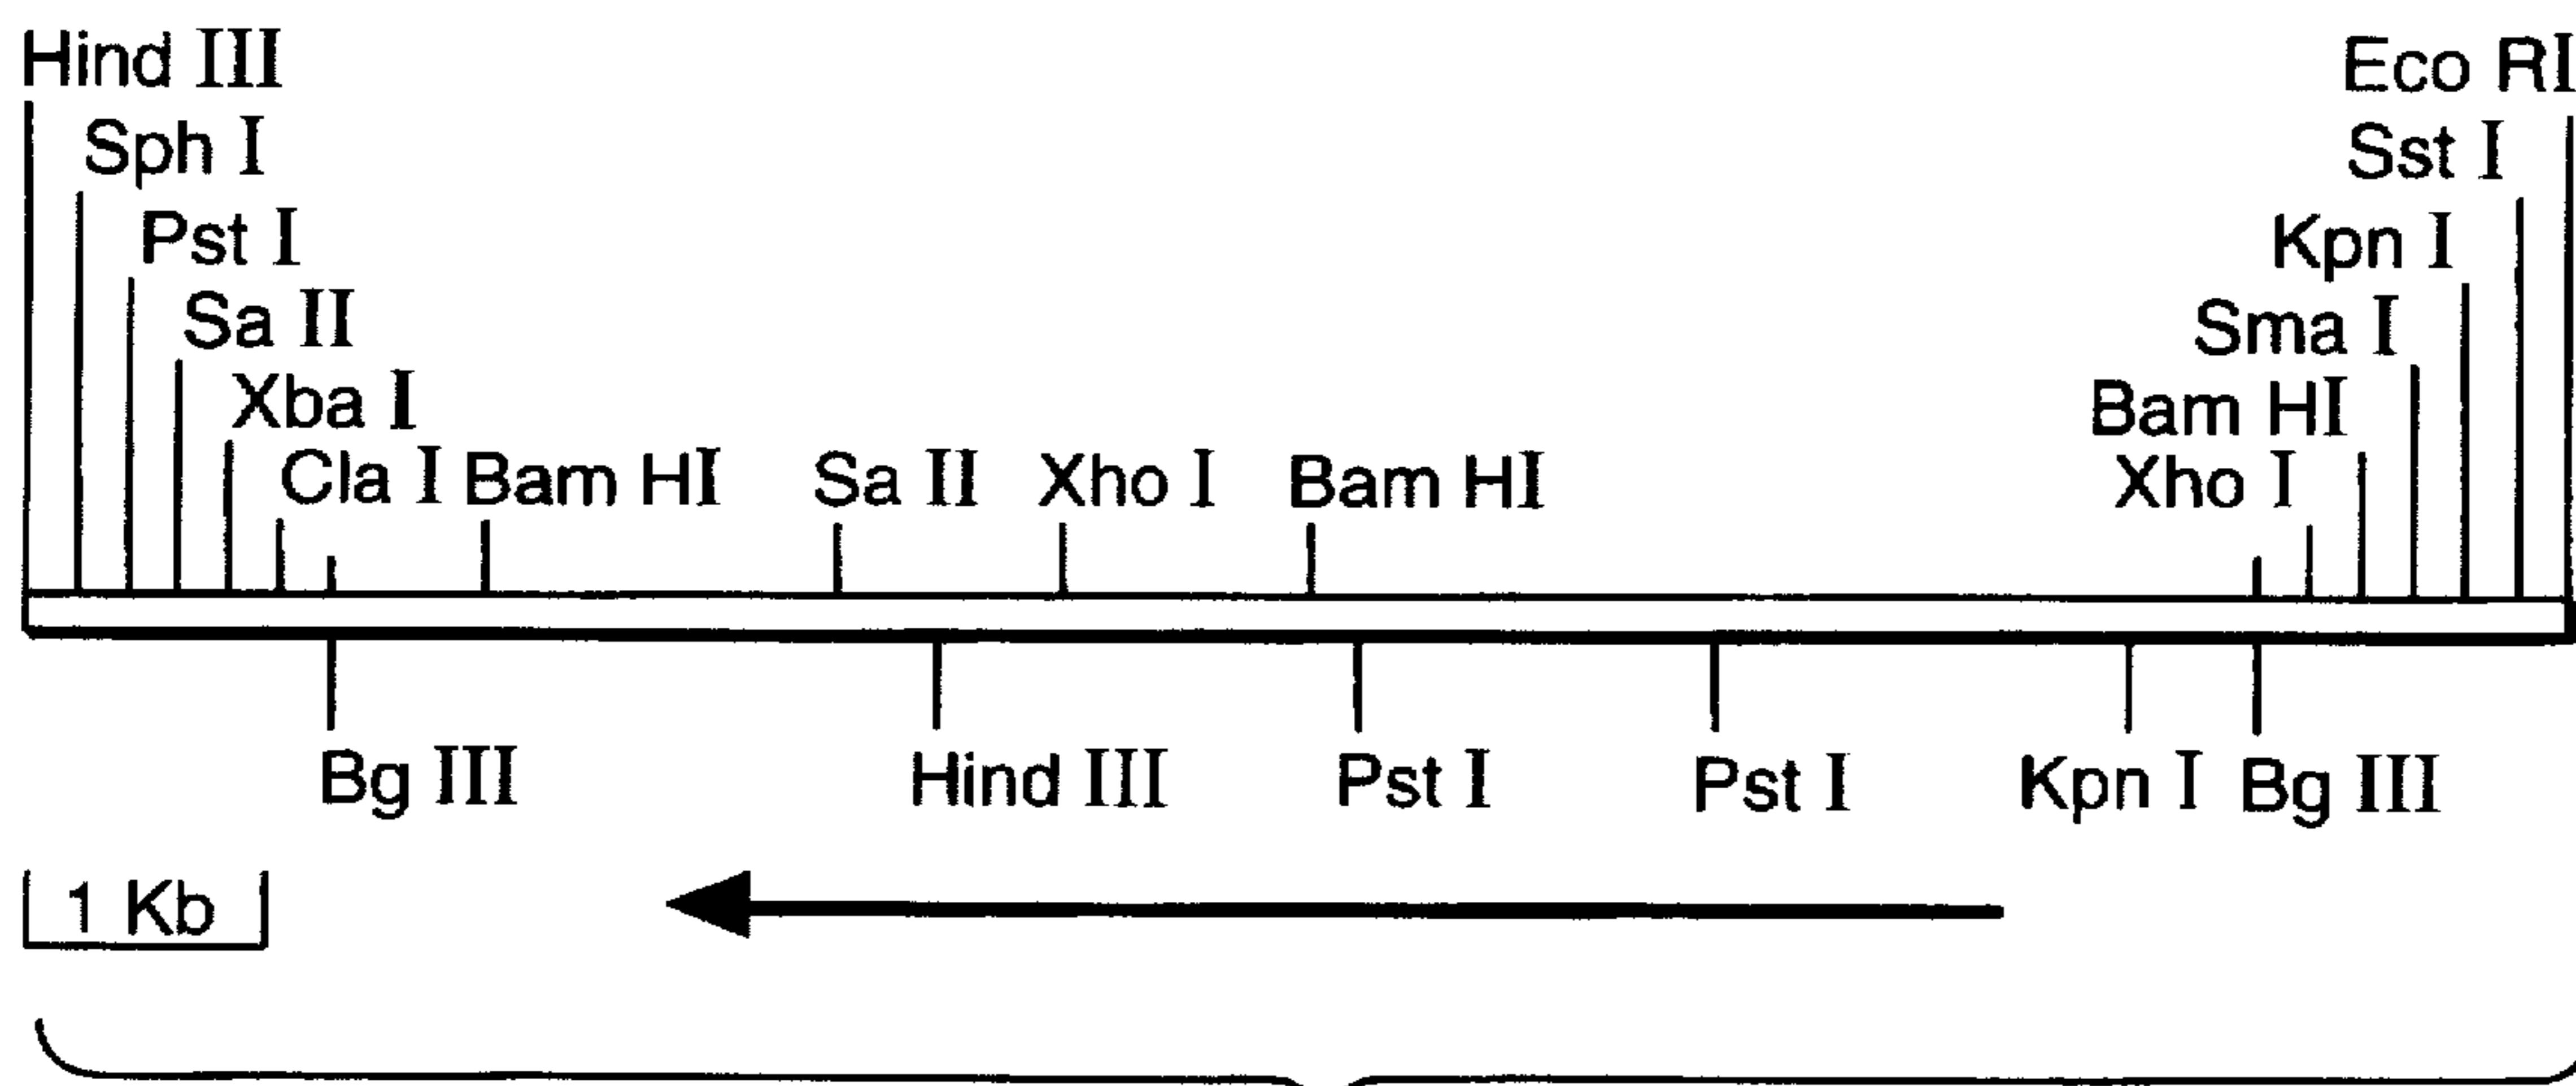 Hind III
Eco RI
Sph I
Sst I
Pst I
Kpn I
Sa II
Sma I
Xba I
Bam HI
Cla I
Bam HI
Sa II
Xho I
Bam HI
Xho I
Bg III
Hind III
Pst I
Pst I
Kpn I
Bg III
1 Kb